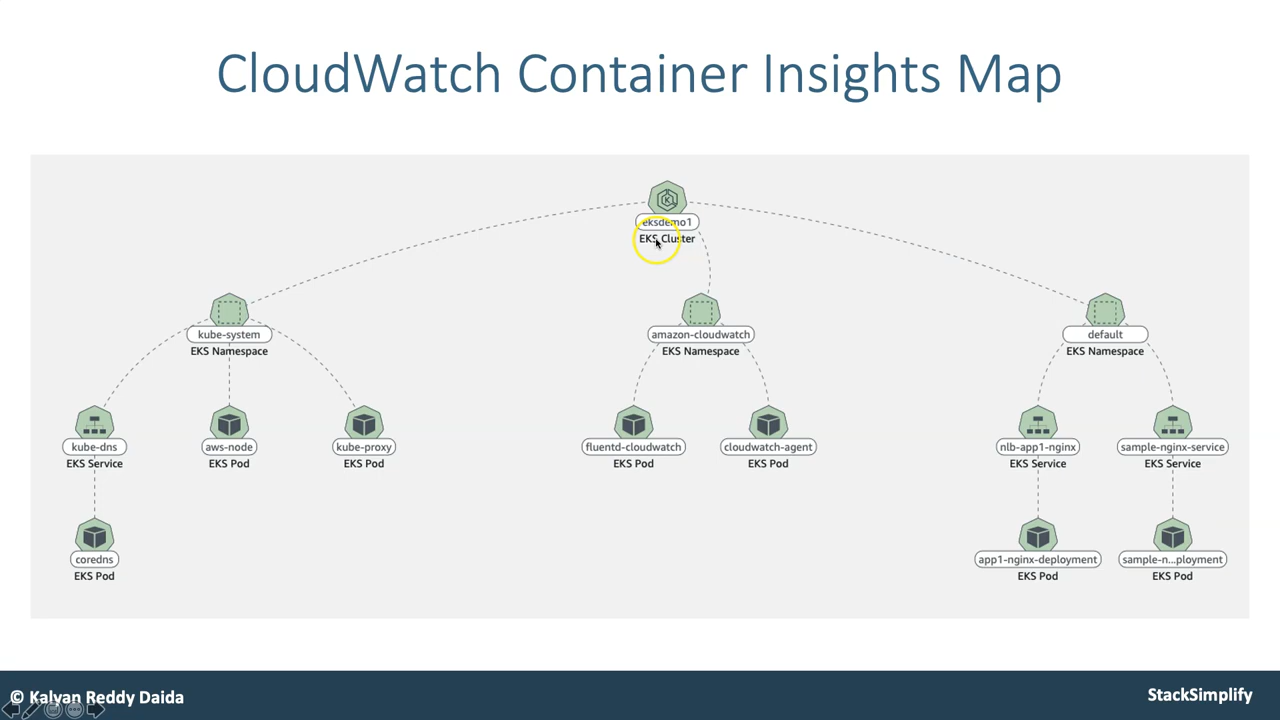 CloudWatch Container Insights Map
eksdemo1
EKS Cluster
kube-system
EKS Namespace
amazon-cloudwatch
EKS Namespace
default
EKS Namespace
kube-dns
EKS Service
aws-node
EKS Pod
kube-proxy
EKS Pod
fluentd-cloudwatch
EKS Pod
cloudwatch-agent
EKS Pod
nlb-app1-nginx
EKS Service
sample-nginx-service
EKS Service
coredns
EKS Pod
app1-nginx-deployment
EKS Pod
sample-n...ployment
EKS Pod
© Kalyan Reddy Daida
StackSimplify